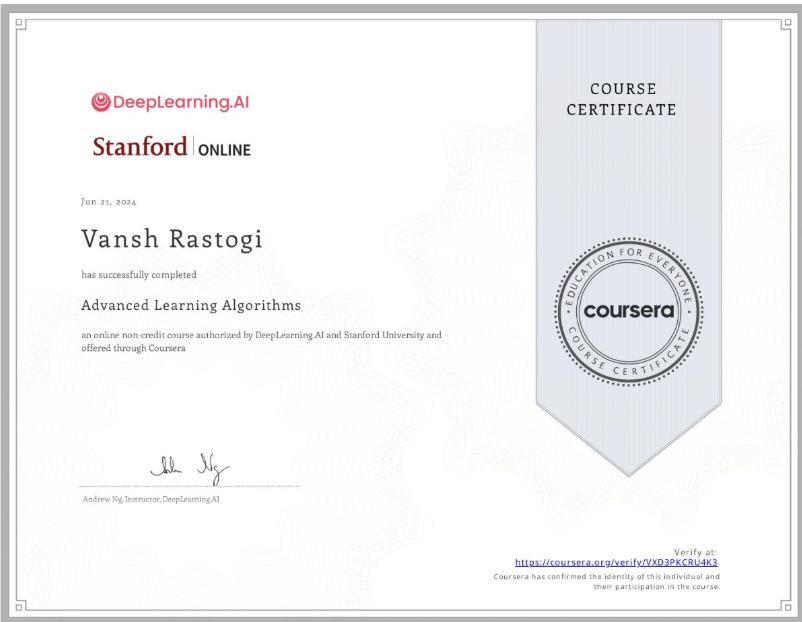 DeepLearning.AI
Stanford ONLINE
COURSE
CERTIFICATE
Jun 21, 2024
Vansh Rastogi
has successfully completed
Advanced Learning Algorithms
an online non-credit course authorized by DeepLearning.AI and Stanford University and
offered through Coursera
EDUCATION FOR EVERYONE
coursera
COURSE CERTIFICATE
Andrew Ng, Instructor, DeepLearning.AI
Verify at:
https://coursera.org/verify/VXD3PKCRU4K3
Coursera has confirmed the identity of this individual and
their participation in the course.